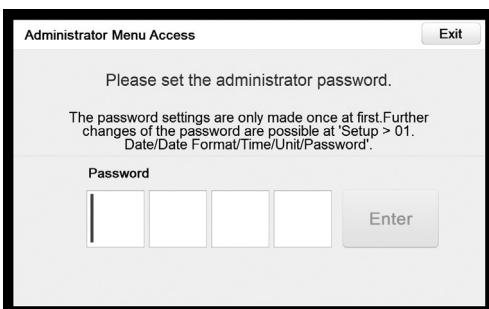 Administrator Menu Access
Exit
Please set the administrator password.
The password settings are only made once at first.Further
changes of the password are possible at 'Setup > 01.
Date/Date Format/Time/Unit/Password'.
Password
Enter